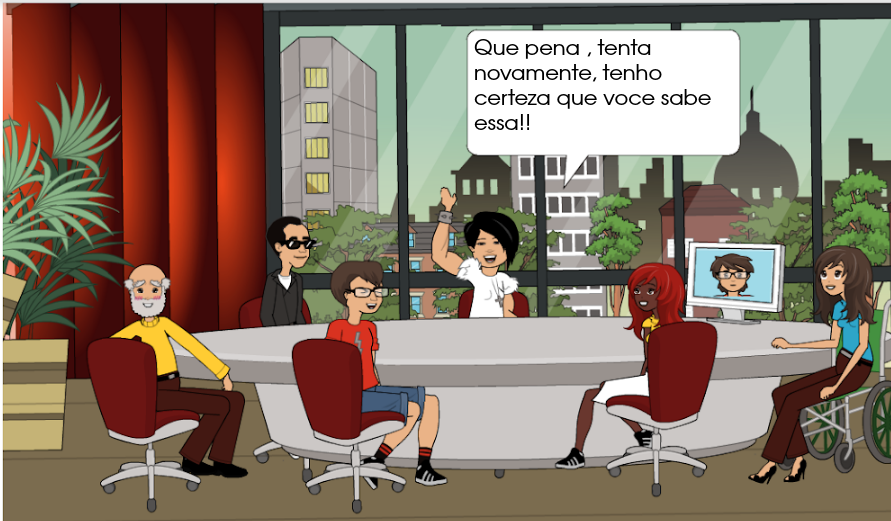 Que pena , tenta
novamente, tenho
certeza que voce sabe
essa!!